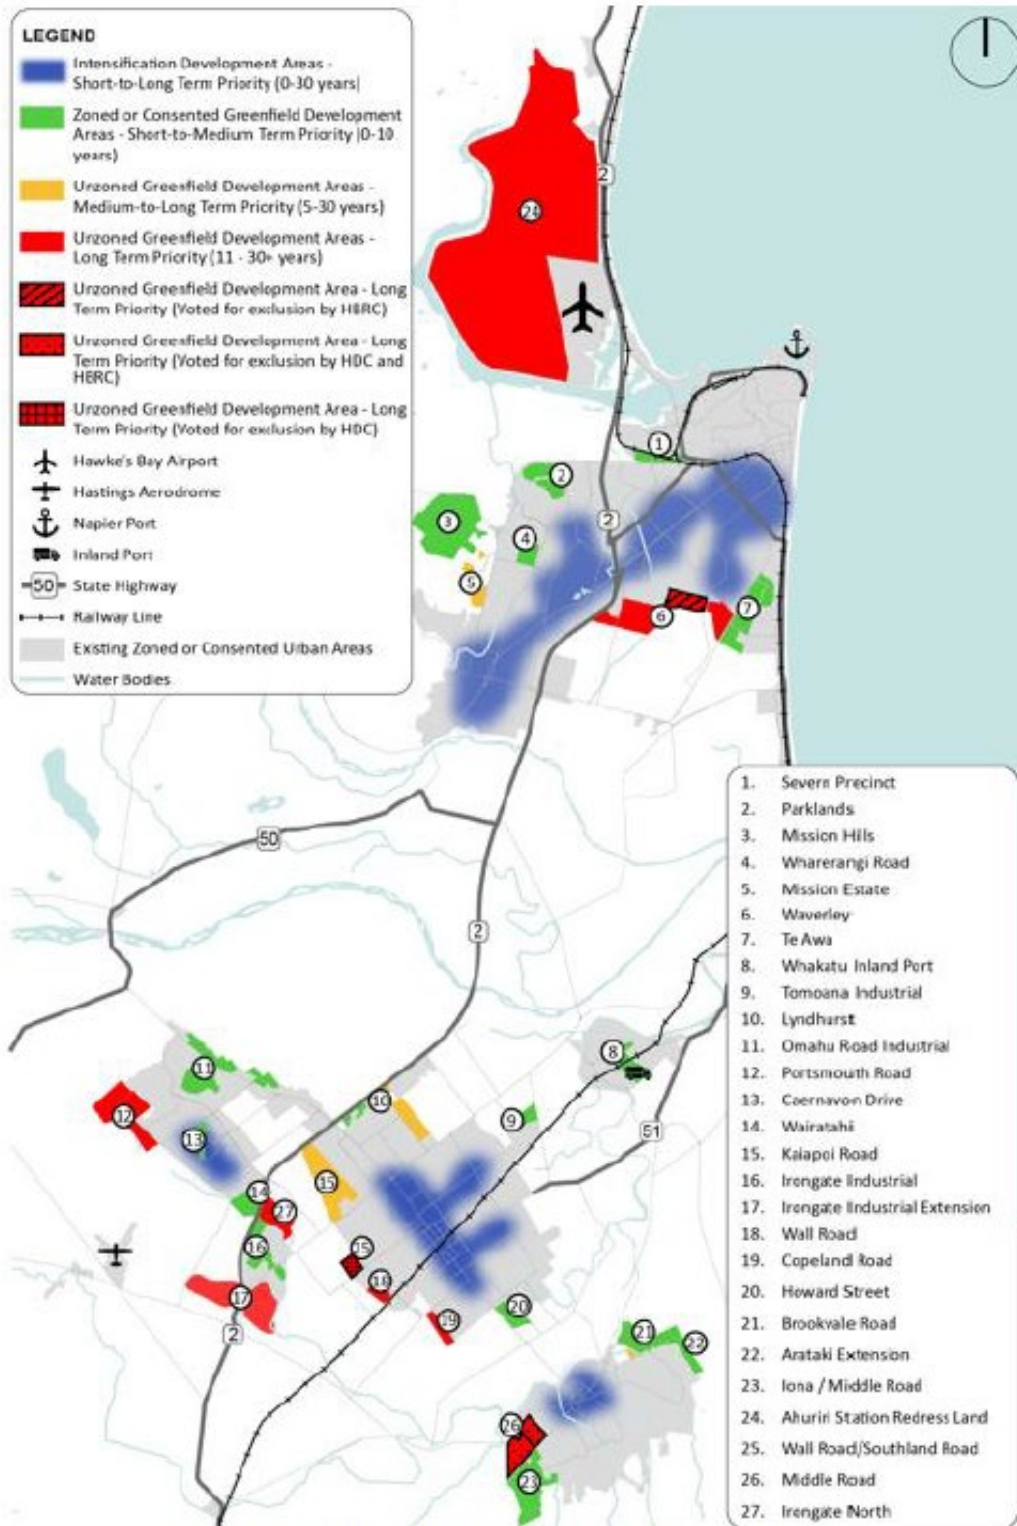 LEGEND
Intensification Development Areas -
Short-to-Long Term Priority (0-30 years)
Zoned or Consented Greenfield Development
Areas - Short-to-Medium Term Priority (0-10
years)
Unzoned Greenfield Development Areas -
Medium-to-Long Term Priority (5-30 years)
Unzoned Greenfield Development Areas -
Long Term Priority (11 - 30+ years)
Unzoned Greenfield Development Area - Long
Term Priority (Voted for exclusion by HBRC)
Unzoned Greenfield Development Area - Long
Term Priority (Voted for exclusion by HDC and
HBRC)
Unzoned Greenfield Development Area - Long
Term Priority (Voted for exclusion by HDC)
Hawke's Bay Airport
Hastings Aerodrome
Napier Port
Inland Port
50 State Highway
Railway Line
Existing Zoned or Consented Urban Areas
Water Bodies
2
24
1
2
3
2
4
5
6
7
50
2
8
11
10
12
9
51
13
15
14
27
16
25
18
17
19
20
2
21
22
26
23
1. Severn Precinct
2. Parklands
3. Mission Hills
4. Wharerangi Road
5. Mission Estate
6. Waverley
7. Te Awa
8. Whakatu Inland Port
9. Tomoana Industrial
10. Lyndhurst
11. Omahu Road Industrial
12. Portsmouth Road
13. Caernavon Drive
14. Wairatahi
15. Kaiapoi Road
16. Irongate Industrial
17. Irongate Industrial Extension
18. Wall Road
19. Copeland Road
20. Howard Street
21. Brookvale Road
22. Arataki Extension
23. Iona / Middle Road
24. Ahuriri Station Redress Land
25. Wall Road/Southland Road
26. Middle Road
27. Irongate North